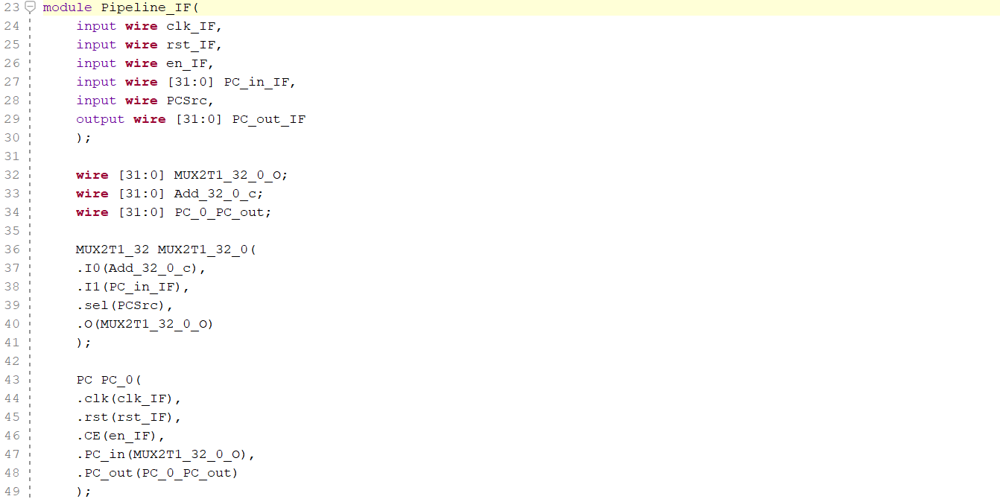 23 module Pipeline_IF(
24 input wire clk_IF,
25 input wire rst_IF,
26 input wire en_IF,
27 input wire [31:0] PC_in_IF,
28 input wire PCSrc,
29 output wire [31:0] PC_out_IF
30 );
31
32 wire [31:0] MUX2T1_32_0_O;
33 wire [31:0] Add_32_0_c;
34 wire [31:0] PC_0_PC_out;
35
36 MUX2T1_32 MUX2T1_32_0(
37 .I0(Add_32_0_c),
38 .I1(PC_in_IF),
39 .sel(PCSrc),
40 .O(MUX2T1_32_0_O)
41 );
42
43 PC PC_0(
44 .clk(clk_IF),
45 .rst(rst_IF),
46 .CE(en_IF),
47 .PC_in(MUX2T1_32_0_O),
48 .PC_out(PC_0_PC_out)
49 );